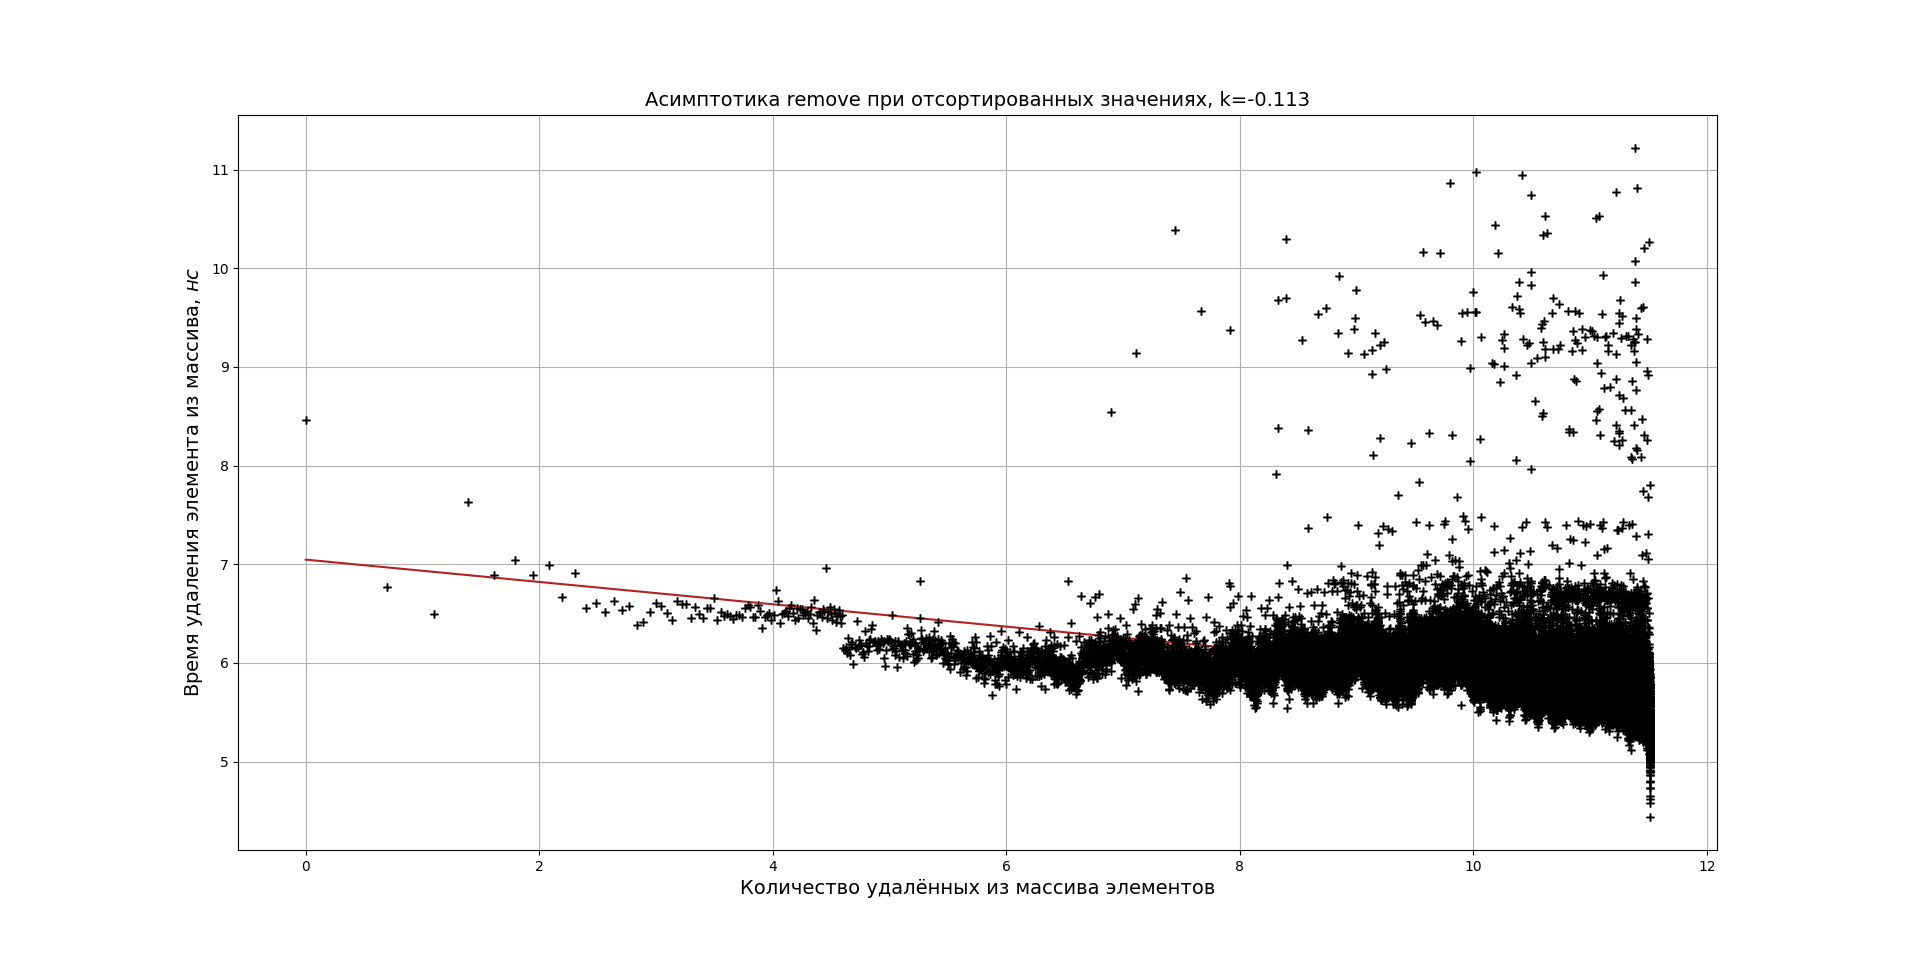 Асимптотика remove при отсортированных значениях, k=-0.113
Время удаления элемента из массива, нс
11
10
9
8
7
6
5
0 2 4 6 8 10 12
Количество удалённых из массива элементов